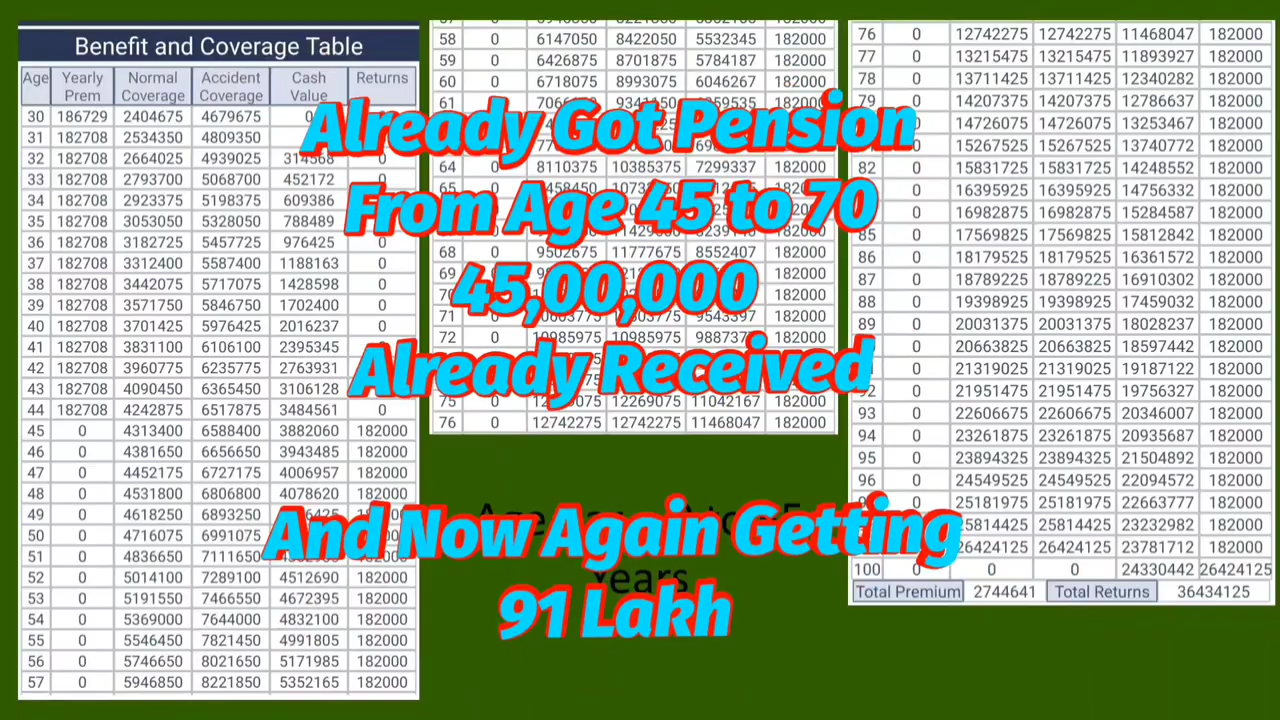 Benefit and Coverage Table
Age Yearly Prem Normal Coverage Accident Coverage Cash Value Returns
30 186729 2404675 4679675
31 182708 2534350 4809350
32 182708 2664025 4939025 314568 0
33 182708 2793700 5068700 452172 0
34 182708 2923375 5198375 609386 0
35 182708 3053050 5328050 788489 0
36 182708 3182725 5457725 976425 0
37 182708 3312400 5587400 1188163 0
38 182708 3442075 5717075 1428598 0
39 182708 3571750 5846750 1702400 0
40 182708 3701425 5976425 2016237 0
41 182708 3831100 6106100 2395345
42 182708 3960775 6235775 2763931
43 182708 4090450 6365450 3106128 0
44 182708 4242875 6517875 3484561 0
45 0 4313400 6588400 3882060 182000
46 0 4381650 6656650 3943485 182000
47 0 4452175 6727175 4006957 182000
48 0 4531800 6806800 4078620 182000
49 0 4618250 6893250
50 0 4716075 6991075
51 0 4836650
52 0 5014100 7289100 4512690 182000
53 0 5191550 7466550 4672395 182000
54 0 5369000 7644000 4832100 182000
55 0 5546450 7821450 4991805 182000
56 0 5746650 8021650 5171985 182000
57 0 5946850 8221850 5352165 182000
58 0 6147050 8422050 5532345 182000
59 0 6426875 8701875 5784187 182000
60 0 6718075 8993075 6046267 182000
61
64 0 8110375 10385375 7299337 182000
65
68 0 9502675 11777675 8552407 182000
69
71 182000
72 0 10985975 182000
75 182000
76 0 12742275 12742275 11468047 182000
76 0 12742275 12742275 11468047 182000
77 0 13215475 13215475 11893927 182000
78 0 13711425 13711425 12340282 182000
79 0 14207375 14207375 12786637 182000
14726075 14726075 13253467 182000
15267525 15267525 13740772 182000
82 0 15831725 15831725 14248552 182000
16395925 16395925 14756332 182000
16982875 16982875 15284587 182000
85 0 17569825 17569825 15812842 182000
86 0 18179525 18179525 16361572 182000
87 0 18789225 18789225 16910302 182000
88 0 19398925 19398925 17459032 182000
89 0 20031375 20031375 18028237 182000
20663825 20663825 18597442 182000
21319025 21319025 19187122 182000
21951475 21951475 19756327 182000
93 0 22606675 22606675 20346007 182000
94 0 23261875 23261875 20935687 182000
95 0 23894325 23894325 21504892 182000
96 0 24549525 24549525 22094572 182000
25181975 25181975 22663777 182000
25814425 25814425 23232982 182000
26424125 26424125 23781712 182000
100 0 0 0 24330442 26424125
Total Premium 2744641 Total Returns 36434125
Already Got Pension
From Age 45 to 70
45,00,000
Already Received
And Now Again Getting
Years
91 Lakh